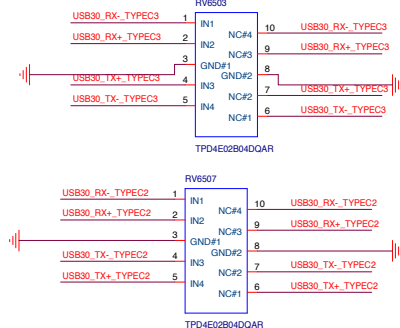 RV6503
USB30_RX-_TYPEC3 1 IN1 NC#4 10 USB30_RX-_TYPEC3
USB30_RX+_TYPEC3 2 IN2 NC#3 9 USB30_RX+_TYPEC3
3 GND#1 GND#2 8
USB30_TX+_TYPEC3 4 IN3 NC#2 7 USB30_TX+_TYPEC3
USB30_TX-_TYPEC3 5 IN4 NC#1 6 USB30_TX-_TYPEC3
TPD4E02B04DQAR
RV6507
USB30_RX-_TYPEC2 1 IN1 NC#4 10 USB30_RX-_TYPEC2
USB30_RX+_TYPEC2 2 IN2 NC#3 9 USB30_RX+_TYPEC2
3 GND#1 GND#2 8
USB30_TX-_TYPEC2 4 IN3 NC#2 7 USB30_TX-_TYPEC2
USB30_TX+_TYPEC2 5 IN4 NC#1 6 USB30_TX+_TYPEC2
TPD4E02B04DQAR